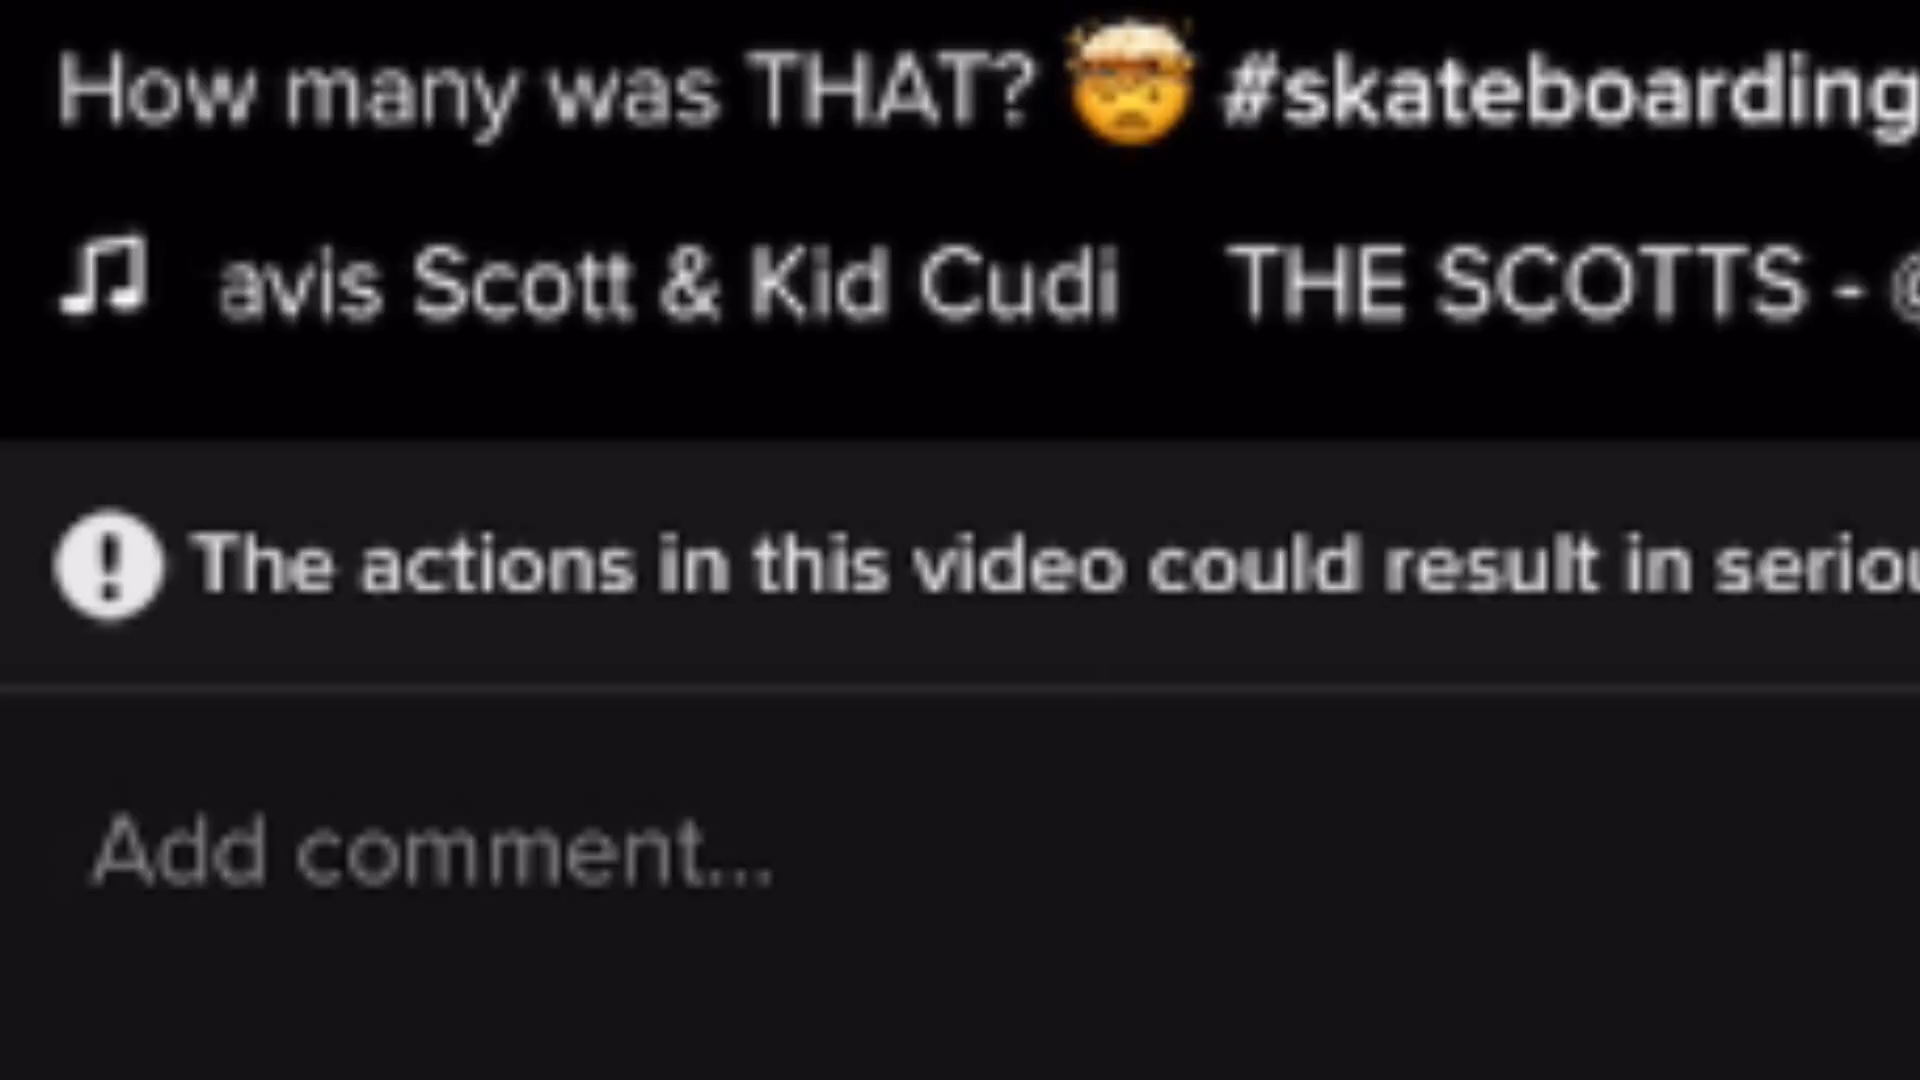 How many was THAT? 🤯 #skateboarding
avis Scott & Kid Cudi THE SCOTTS - @
The actions in this video could result in seriou
Add comment...